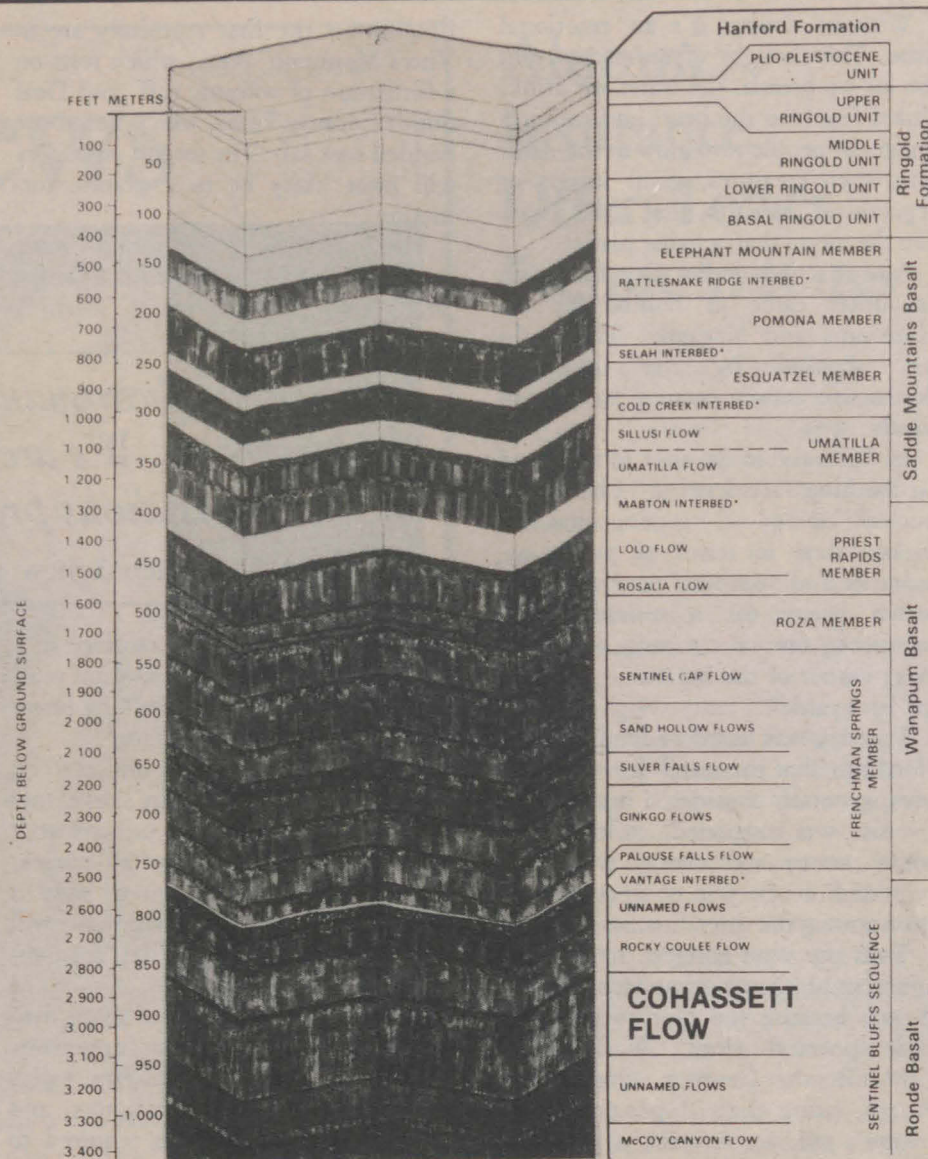 Hanford Formation
PLIO-PLEISTOCENE
UNIT
FEET METERS
UPPER
RINGOLD UNIT
MIDDLE
RINGOLD UNIT
LOWER RINGOLD UNIT
BASAL RINGOLD UNIT
Ringold
Formation
ELEPHANT MOUNTAIN MEMBER
RATTLESNAKE RIDGE INTERBED*
POMONA MEMBER
SELAH INTERBED*
ESQUATZEL MEMBER
COLD CREEK INTERBED*
SILLUSI FLOW
UMATILLA FLOW
UMATILLA
MEMBER
Saddle Mountains Basalt
MABTON INTERBED*
LOLO FLOW
ROSALIA FLOW
PRIEST
RAPIDS
MEMBER
ROZA MEMBER
SENTINEL GAP FLOW
SAND HOLLOW FLOWS
SILVER FALLS FLOW
GINKGO FLOWS
PALOUSE FALLS FLOW
FRENCHMAN SPRINGS
MEMBER
Wanapum Basalt
VANTAGE INTERBED*
UNNAMED FLOWS
ROCKY COULEE FLOW
COHASSETT
FLOW
UNNAMED FLOWS
McCOY CANYON FLOW
SENTINEL BLUFFS SEQUENCE
Ronde Basalt
DEPTH BELOW GROUND SURFACE
100
200
300
400
500
600
700
800
900
1 000
1 100
1 200
1 300
1 400
1 500
1 600
1 700
1 800
1 900
2 000
2 100
2 200
2 300
2 400
2 500
2 600
2 700
2 800
2 900
3 000
3 100
3 200
3 300
3 400
50
100
150
200
250
300
350
400
450
500
550
600
650
700
750
800
850
900
950
1.000